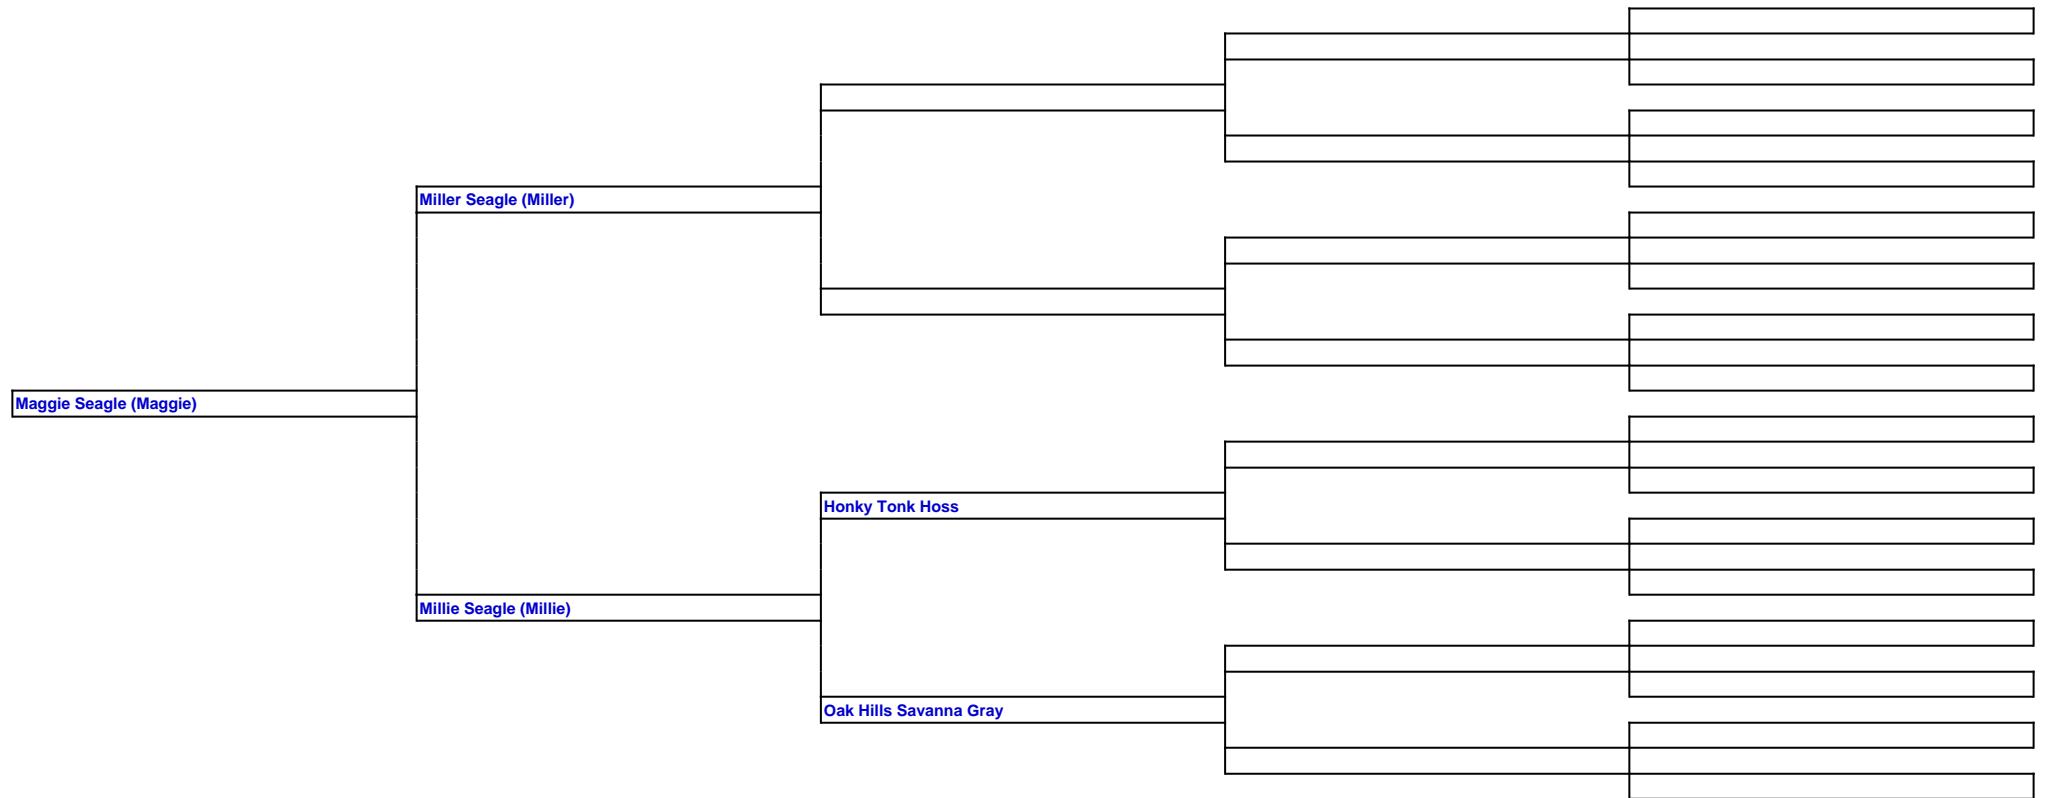 Miller Seagle (Miller)
Maggie Seagle (Maggie)
Honky Tonk Hoss
Millie Seagle (Millie)
Oak Hills Savanna Gray